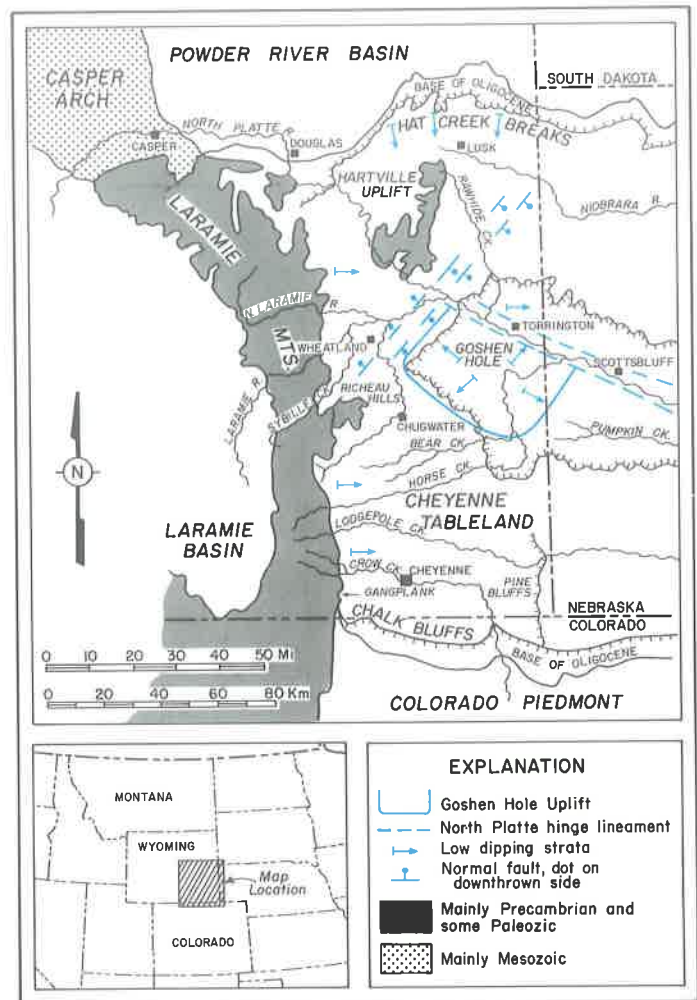 POWDER RIVER BASIN
CASPER
ARCH
SOUTH DAKOTA
BASE OF OLIGOCENE
HAT CREEK BREAKS
NORTH PLATTE R.
CASPER
DOUGLAS
LUSK
HARTVILLE
UPLIFT
RAWHIDE CK.
NIOBRARA R.
LARAMIE
MTS.
N. LARAMIE R.
TORRINGTON
WHEATLAND
GOSHEN
HOLE
SCOTTSBLUFF
LARAMIE R.
SYBILLE CK.
RICHEAU
HILLS
CHUGWATER
PUMPKIN CK.
BEAR CK.
HORSE CK.
N
CHEYENNE
TABLELAND
LODGEPOLE CK.
LARAMIE
BASIN
CROW CK.
CHEYENNE
GANGPLANK
PINE
BLUFFS
NEBRASKA
COLORADO
CHALK BLUFFS
BASE OF OLIGOCENE
0 10 20 30 40 50 Mi
0 20 40 60 80 Km
COLORADO PIEDMONT
MONTANA
WYOMING
Map
Location
COLORADO
EXPLANATION
Goshen Hole Uplift
North Platte hinge lineament
Low dipping strata
Normal fault, dot on
downthrown side
Mainly Precambrian and
some Paleozic
Mainly Mesozoic